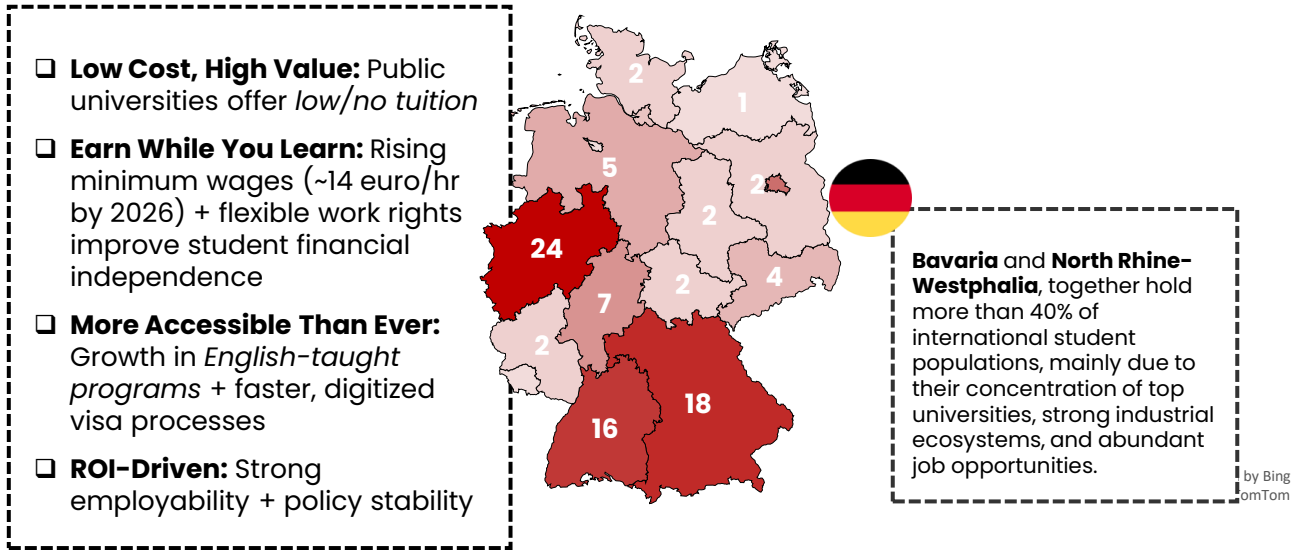 Low Cost, High Value: Public
universities offer low/no tuition
Earn While You Learn: Rising
minimum wages (~14 euro/hr
by 2026) + flexible work rights
improve student financial
independence
More Accessible Than Ever:
Growth in English-taught
programs + faster, digitized
visa processes
ROI-Driven: Strong
employability + policy stability
2
1
5
2
2
24
2
4
7
2
18
16
Bavaria and North Rhine-
Westphalia, together hold
more than 40% of
international student
populations, mainly due to
their concentration of top
universities, strong industrial
ecosystems, and abundant
job opportunities.
by Bing
omTom